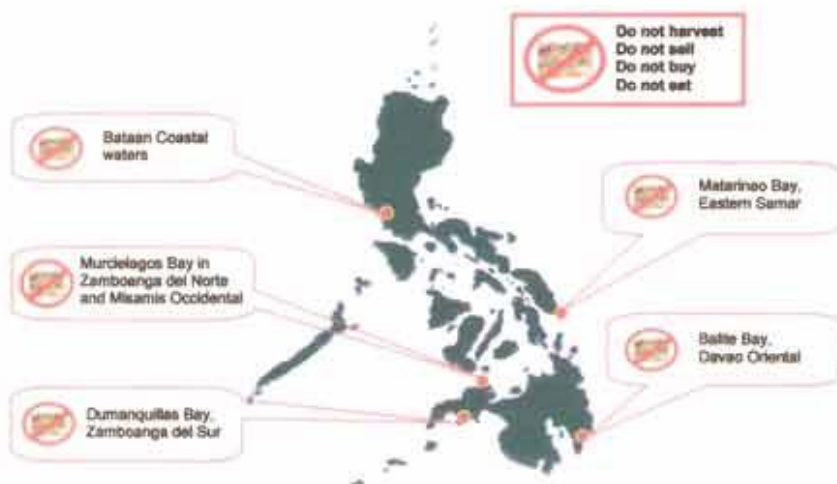 Do not harvest
Do not sell
Do not buy
Do not eat
Bataan Coastal
waters
Matarinao Bay,
Eastern Samar
Murcielagos Bay in
Zamboanga del Norte
and Misamis Occidental
Balite Bay,
Davao Oriental
Dumanquillas Bay,
Zamboanga del Sur